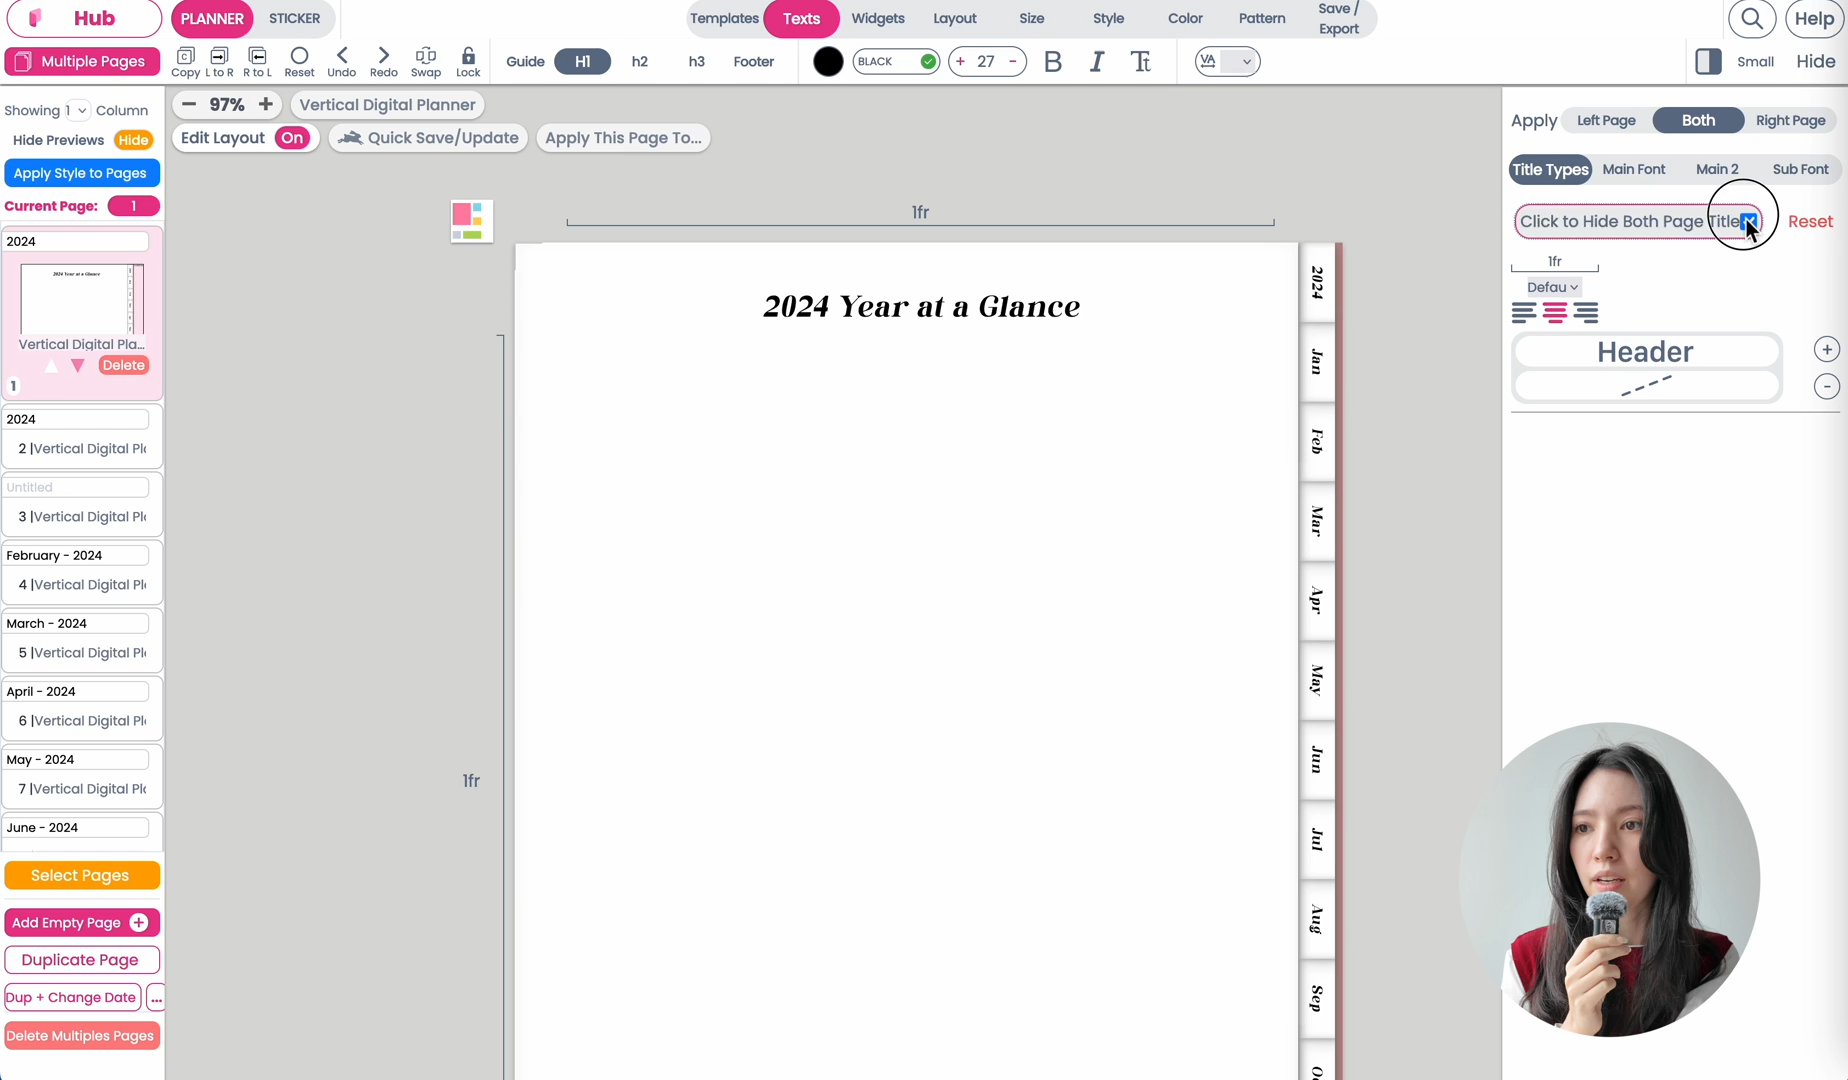 Hub
PLANNER
STICKER
Templates
Texts
Widgets
Layout
Size
Style
Color
Pattern
Save /
Export
Help
Multiple Pages
Copy
L to R
R to L
Reset
Undo
Redo
Swap
Lock
Guide
H1
h2
h3
Footer
BLACK
+ 27 -
B
I
Tt
VA
Small
Hide
Showing 1 Column
Hide Previews Hide
Apply Style to Pages
Current Page: 1
2024
2024 Year at a Glance
Vertical Digital Pla...
Delete
1
2024
2 |Vertical Digital Pl
Untitled
3 |Vertical Digital Pl
February - 2024
4 |Vertical Digital Pl
March - 2024
5 |Vertical Digital Pl
April - 2024
6 |Vertical Digital Pl
May - 2024
7 |Vertical Digital Pl
June - 2024
Select Pages
Add Empty Page +
Duplicate Page
Dup + Change Date ...
Delete Multiples Pages
− 97% +
Vertical Digital Planner
Edit Layout On
Quick Save/Update
Apply This Page To...
1fr
1fr
2024 Year at a Glance
2024
Jan
Feb
Mar
Apr
May
Jun
Jul
Aug
Sep
Apply
Left Page
Both
Right Page
Title Types
Main Font
Main 2
Sub Font
Click to Hide Both Page Title
Reset
1fr
Defau
Header
+
-